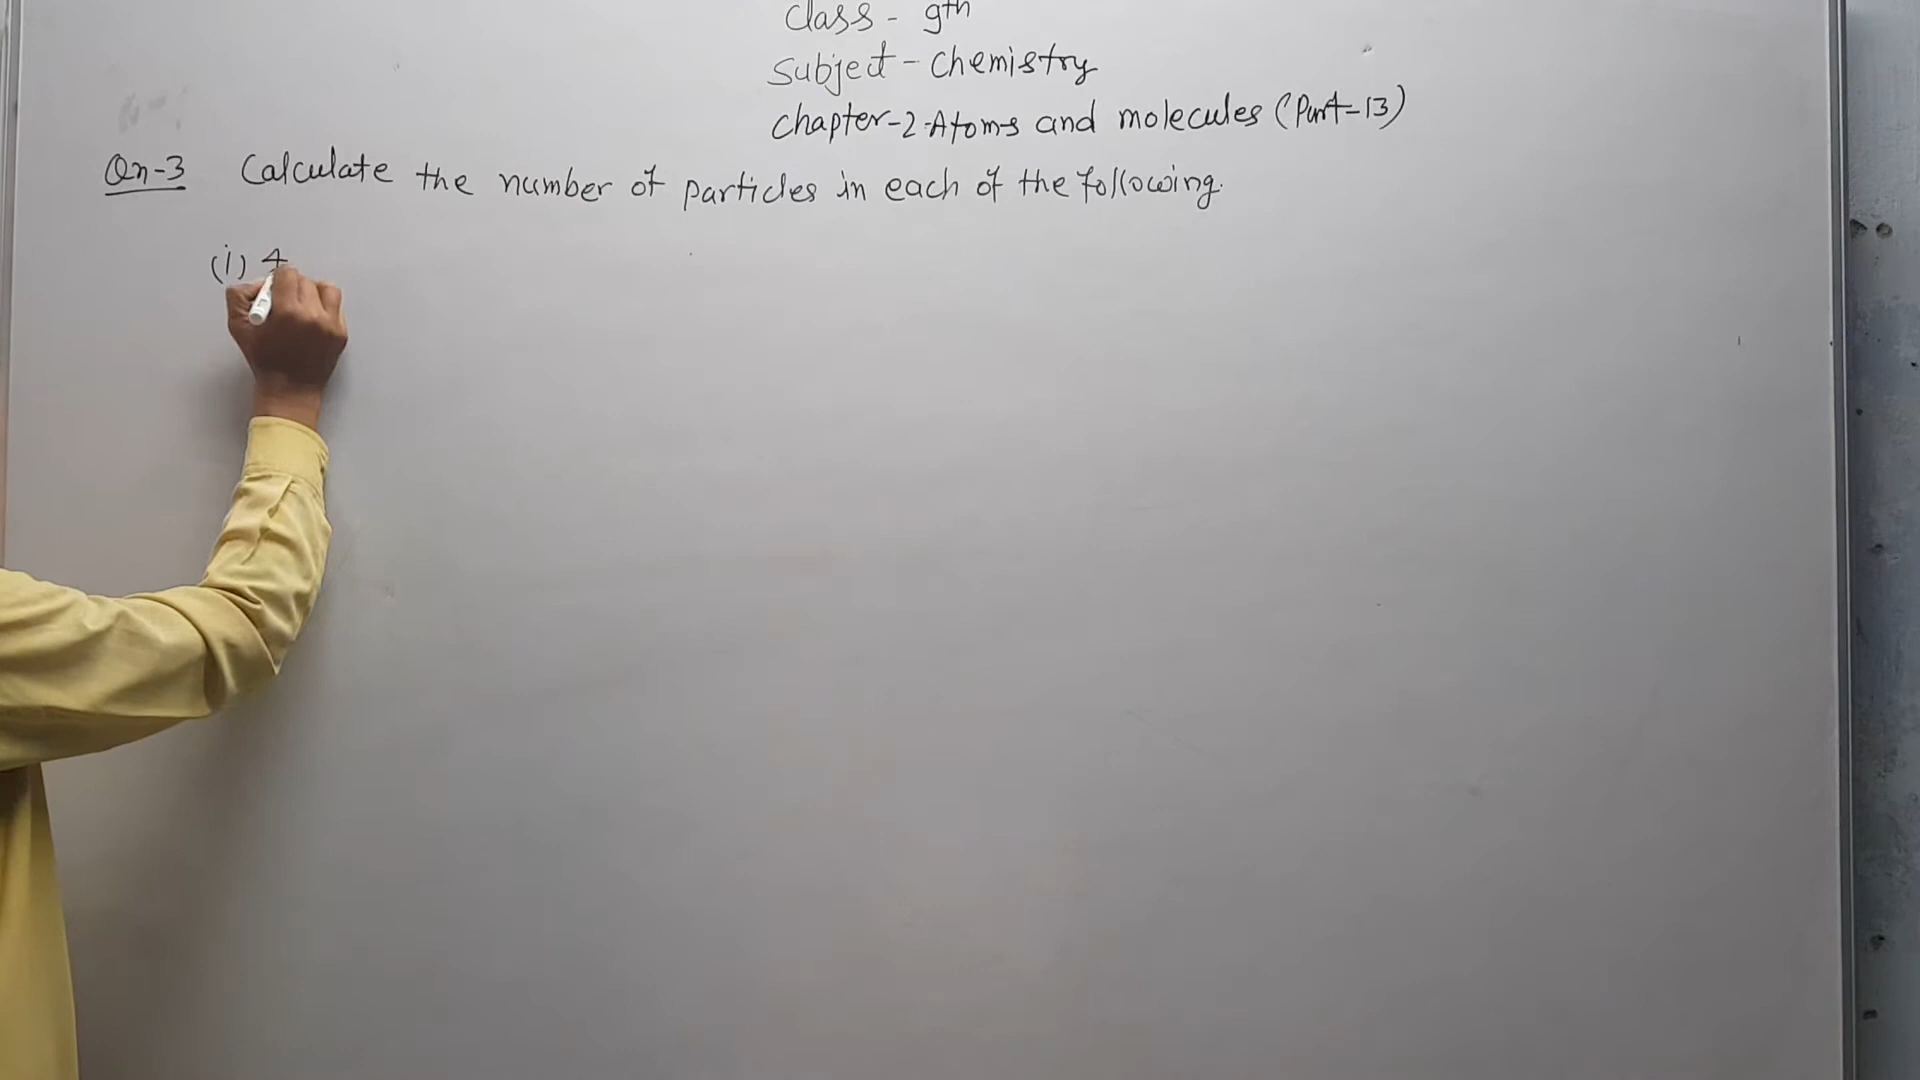 Class - 9th
Subject - Chemistry
chapter-2-Atoms and molecules (Part-13)
Qn-3 Calculate the number of particles in each of the following.
(i) 4